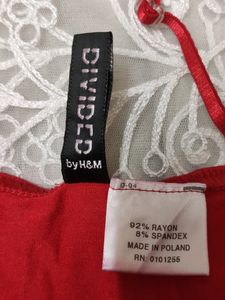 DIVIDED
by H&M
92% RAYON
8% SPANDEX
MADE IN POLAND
RN: 0101255